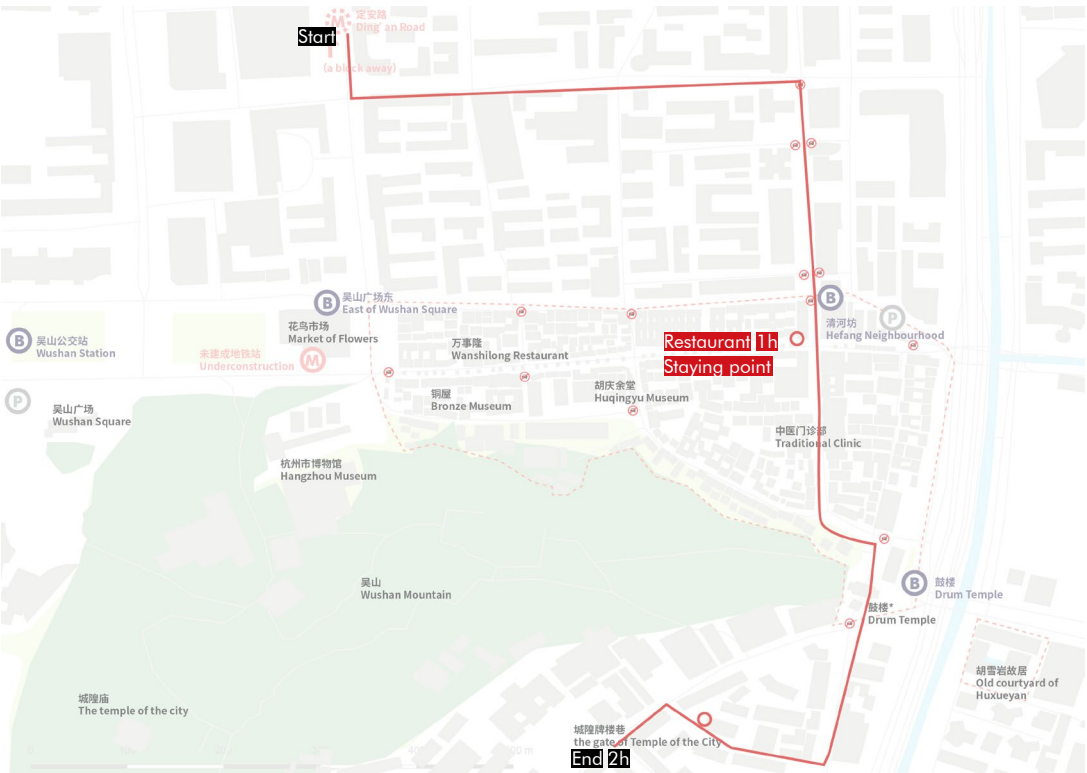 定安路
M
Ding' an Road
Start
(a block away)
吴山广场东
B
East of Wushan Square
B
清河坊
P
Hefang Neighbourhood
花鸟市场
Market of Flowers
B
吴山公交站
Wushan Station
未建成地铁站
Underconstruction
M
万事隆
Wanshilong Restaurant
Restaurant 1h
Staying point
P
吴山广场
Wushan Square
铜屋
Bronze Museum
胡庆余堂
Huqingyu Museum
中医门诊部
Traditional Clinic
杭州市博物馆
Hangzhou Museum
吴山
Wushan Mountain
B
鼓楼
Drum Temple
鼓楼*
Drum Temple
胡雪岩故居
Old courtyard of
Huxueyan
城隍庙
The temple of the city
城隍牌楼巷
the gate of Temple of the City
End 2h